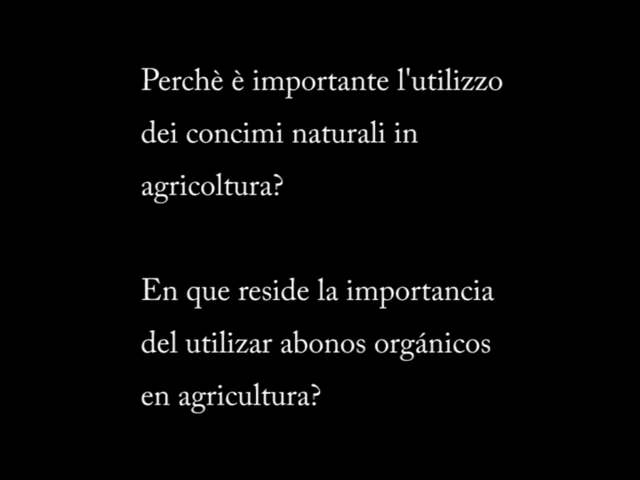 Perchè è importante l'utilizzo
dei concimi naturali in
agricoltura?
En que reside la importancia
del utilizar abonos orgánicos
en agricultura?